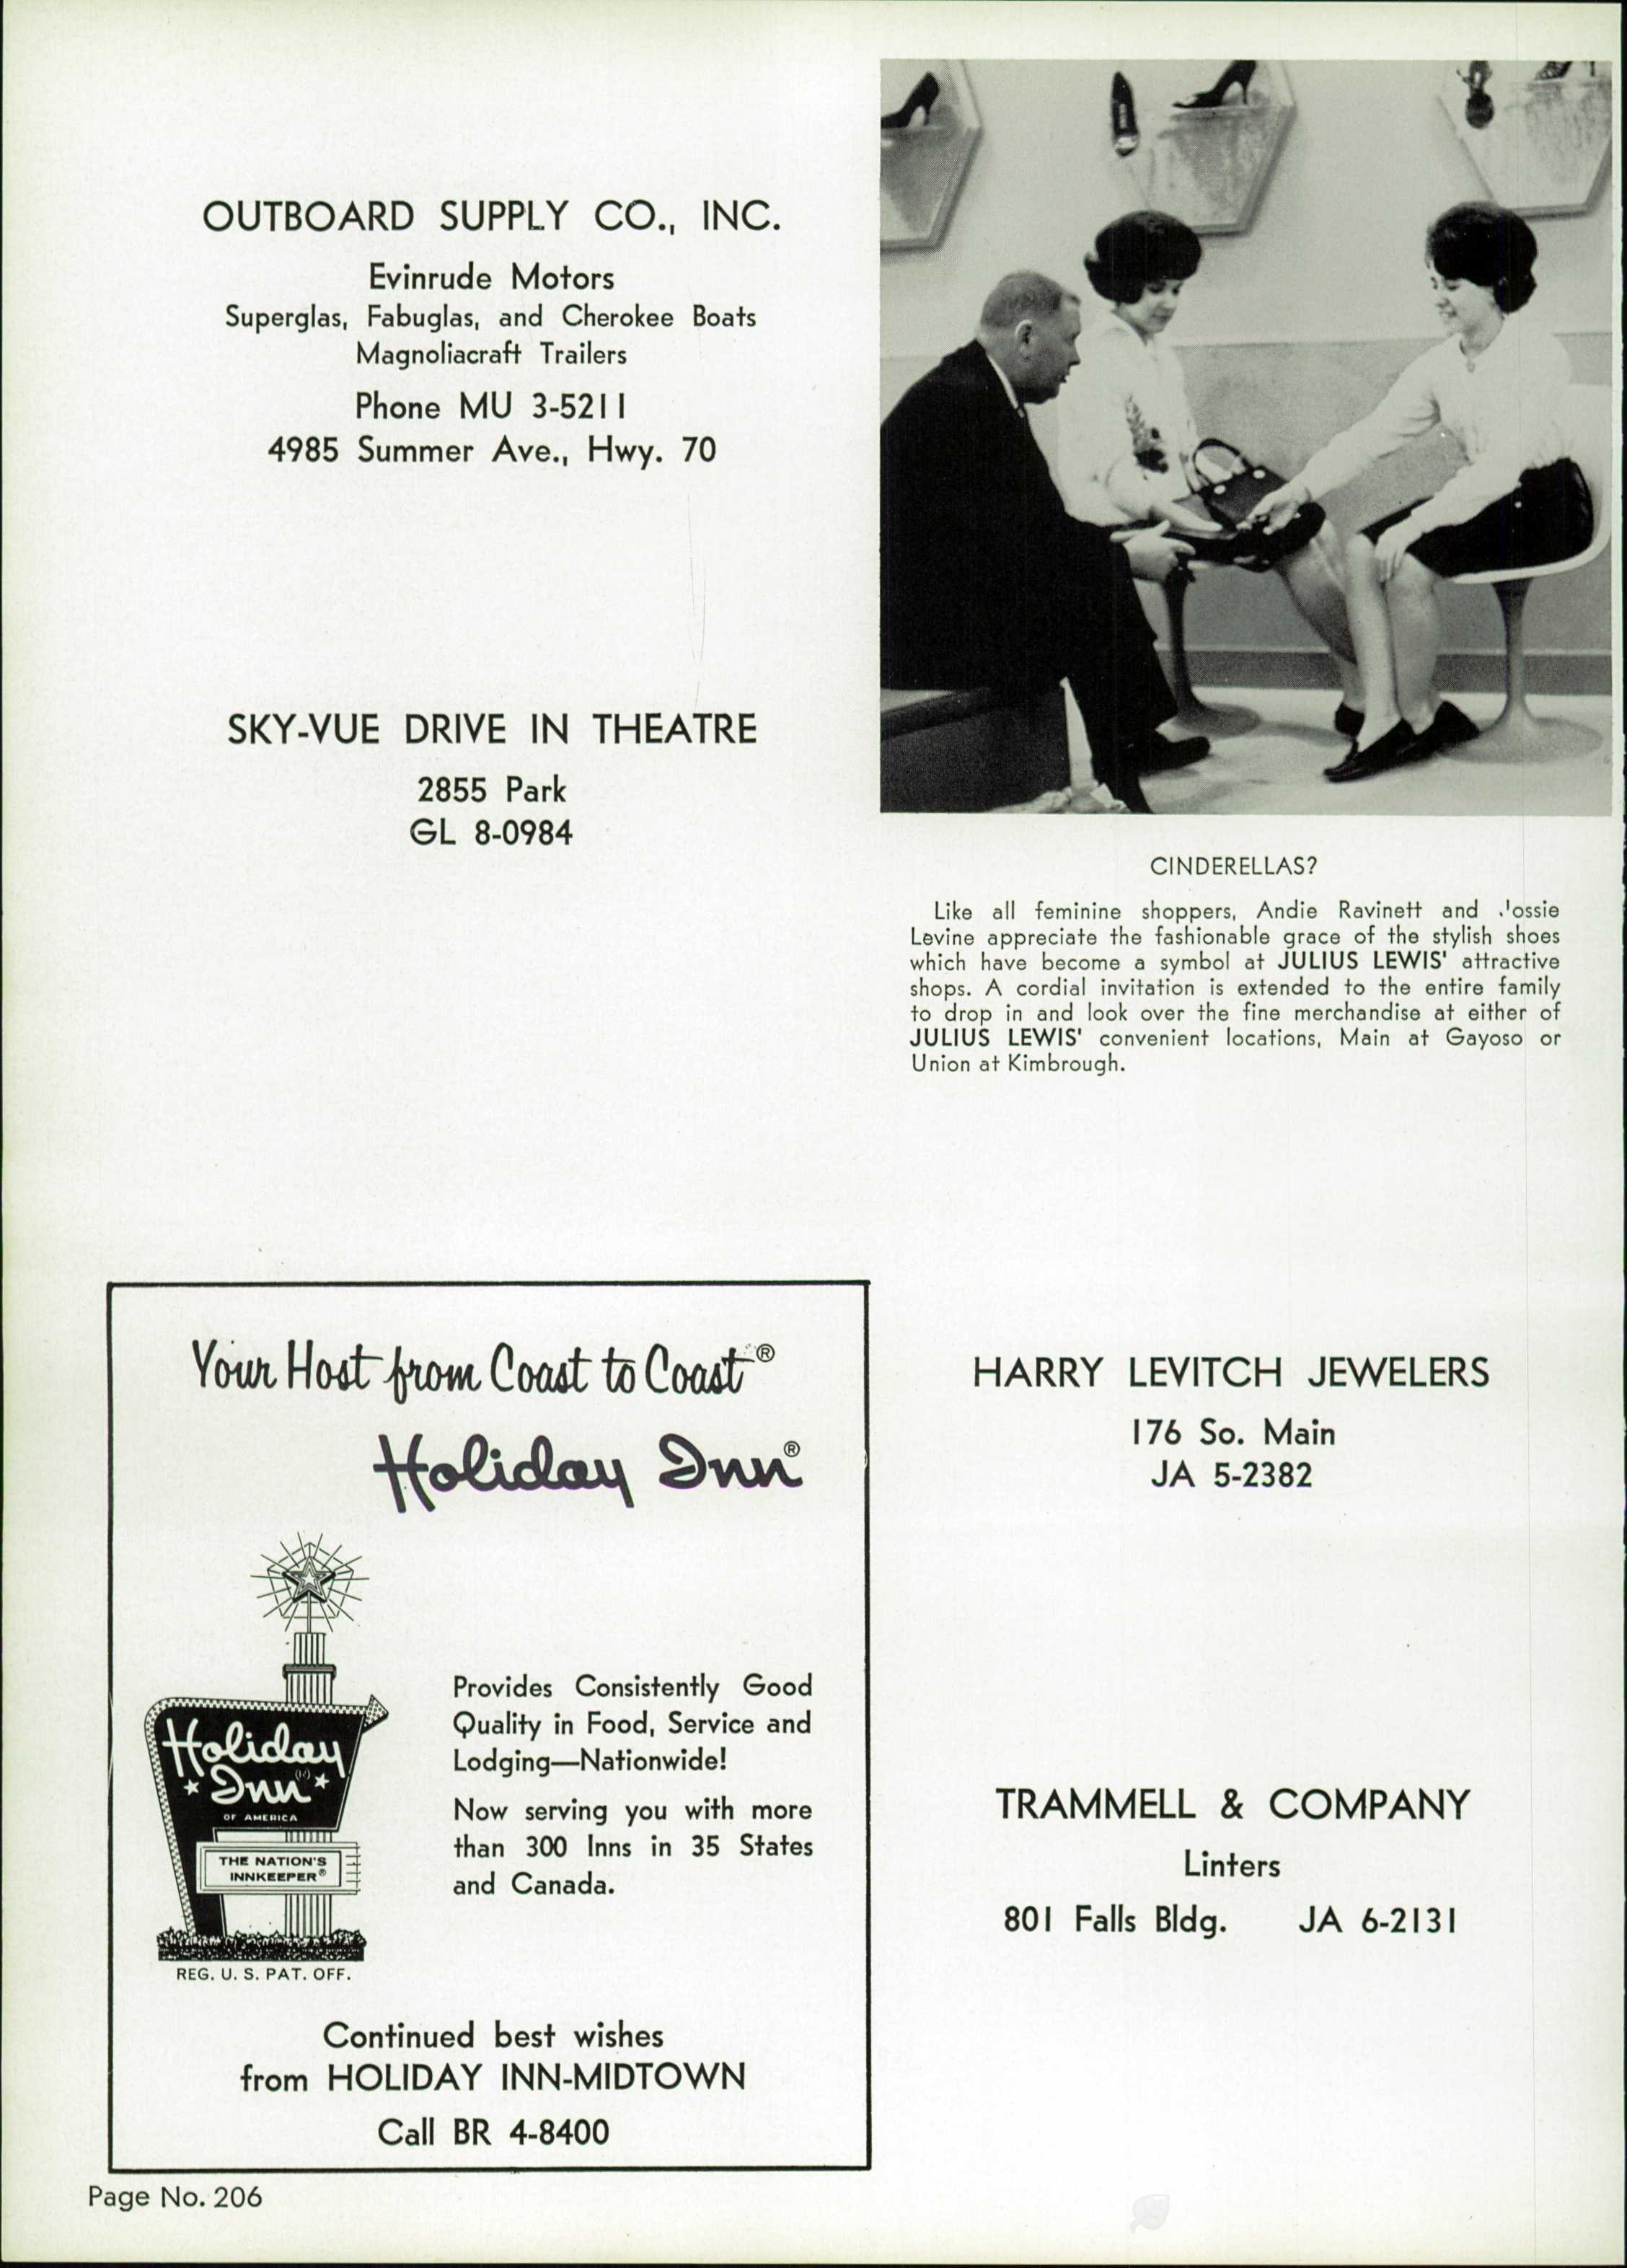 OUTBOARD SUPPLY CO., INC.
Evinrude Motors
Superglas, Fabuglas, and Cherokee Boats
Magnoliacraft Trailers
Phone MU 3-5211
4985 Summer Ave., Hwy. 70
SKY-VUE DRIVE IN THEATRE
2855 Park
GL 8-0984
CINDERELLAS?
Like all feminine shoppers, Andie Ravinett and Jossie
Levine appreciate the fashionable grace of the stylish shoes
which have become a symbol at JULIUS LEWIS' attractive
shops. A cordial invitation is extended to the entire family
to drop in and look over the fine merchandise at either of
JULIUS LEWIS' convenient locations, Main at Gayoso or
Union at Kimbrough.
Your Host from Coast to Coast®
Holiday Inn®
Provides Consistently Good
Quality in Food, Service and
Lodging—Nationwide!
Now serving you with more
than 300 Inns in 35 States
and Canada.
Holiday
Inn®
OF AMERICA
THE NATION'S
INNKEEPER®
REG. U. S. PAT. OFF.
Continued best wishes
from HOLIDAY INN-MIDTOWN
Call BR 4-8400
HARRY LEVITCH JEWELERS
176 So. Main
JA 5-2382
TRAMMELL & COMPANY
Linters
801 Falls Bldg. JA 6-2131
Page No. 206